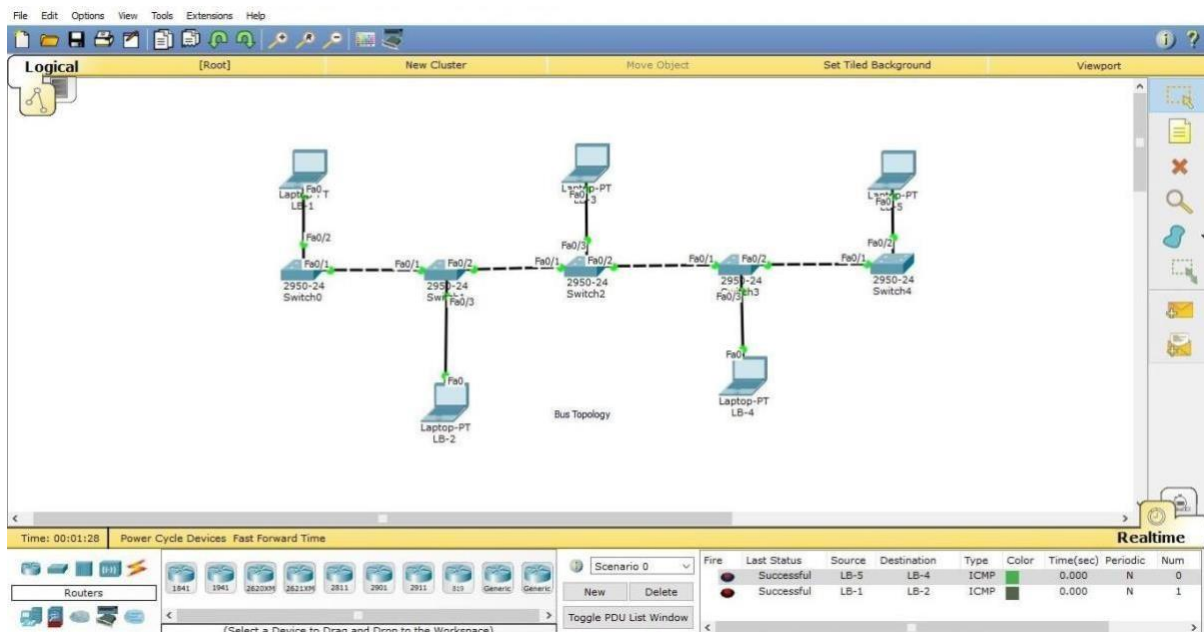 File Edit Options View Tools Extensions Help
Logical [Root] New Cluster Move Object Set Tiled Background Viewport
Fa0
LB-1
Fa0/2
Fa0/1
2950-24
Switch0
Fa0/1 Fa0/2
2950-24
Fa0/3
Fa0
Laptop-PT
LB-2
Fa0
Fa0/3
Fa0/1 Fa0/2
2950-24
Switch2
Fa0/1 Fa0/2
Fa0/3
Fa0
Laptop-PT
LB-4
Fa0
Fa0/2
Fa0/1
2950-24
Switch4
Bus Topology
Time: 00:01:28 Power Cycle Devices Fast Forward Time Realtime
Routers
1841 1941 2620XM 2621XM 2811 2901 2911 819 Generic Generic
(Select a Device to Drag and Drop to the Workspace)
Scenario 0
New Delete
Toggle PDU List Window
Fire Last Status Source Destination Type Color Time(sec) Periodic Num
Successful LB-5 LB-4 ICMP 0.000 N 0
Successful LB-1 LB-2 ICMP 0.000 N 1